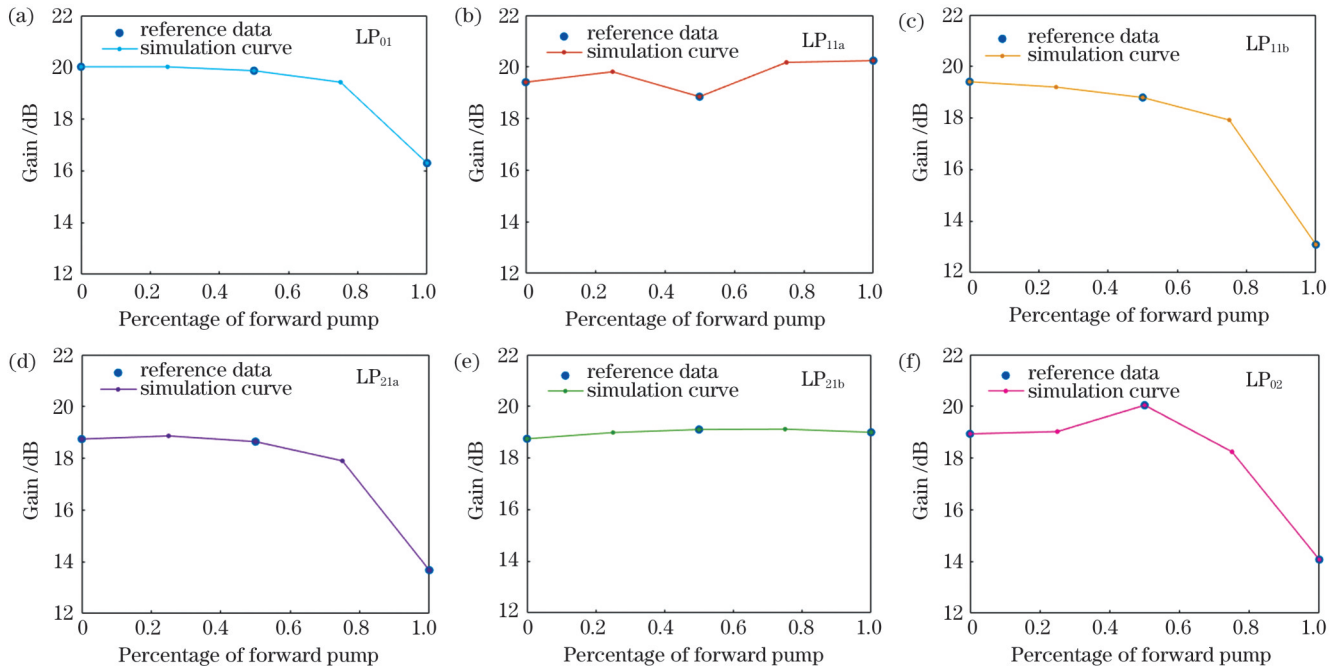 (a)
22
20
18
16
14
12
Gain /dB
reference data
simulation curve
LP01
0 0.2 0.4 0.6 0.8 1.0
Percentage of forward pump
(b)
22
20
18
16
14
12
Gain /dB
reference data
simulation curve
LP11a
0 0.2 0.4 0.6 0.8 1.0
Percentage of forward pump
(c)
22
20
18
16
14
12
Gain /dB
reference data
simulation curve
LP11b
0 0.2 0.4 0.6 0.8 1.0
Percentage of forward pump
(d)
22
20
18
16
14
12
Gain /dB
reference data
simulation curve
LP21a
0 0.2 0.4 0.6 0.8 1.0
Percentage of forward pump
(e)
22
20
18
16
14
12
Gain /dB
reference data
simulation curve
LP21b
0 0.2 0.4 0.6 0.8 1.0
Percentage of forward pump
(f)
22
20
18
16
14
12
Gain /dB
reference data
simulation curve
LP02
0 0.2 0.4 0.6 0.8 1.0
Percentage of forward pump